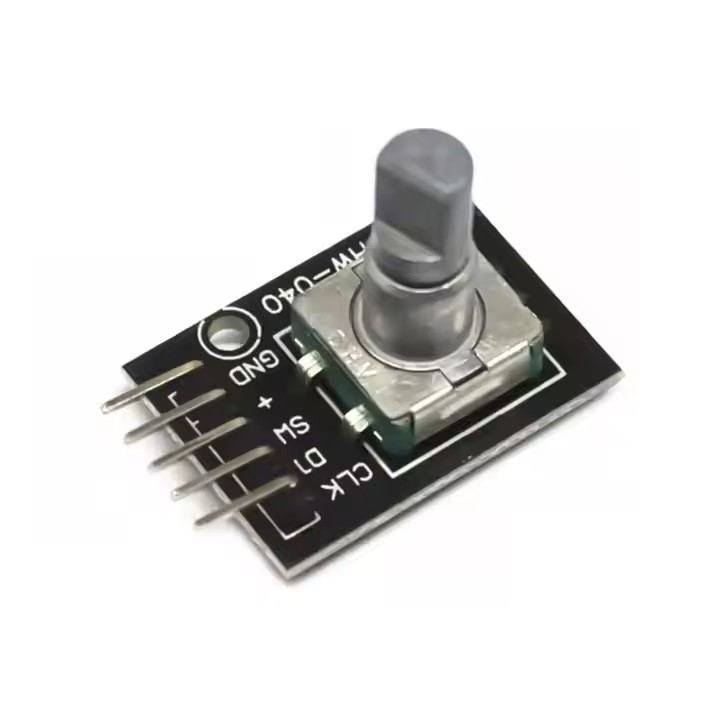 HW-040
GND
+
SW
DT
CLK